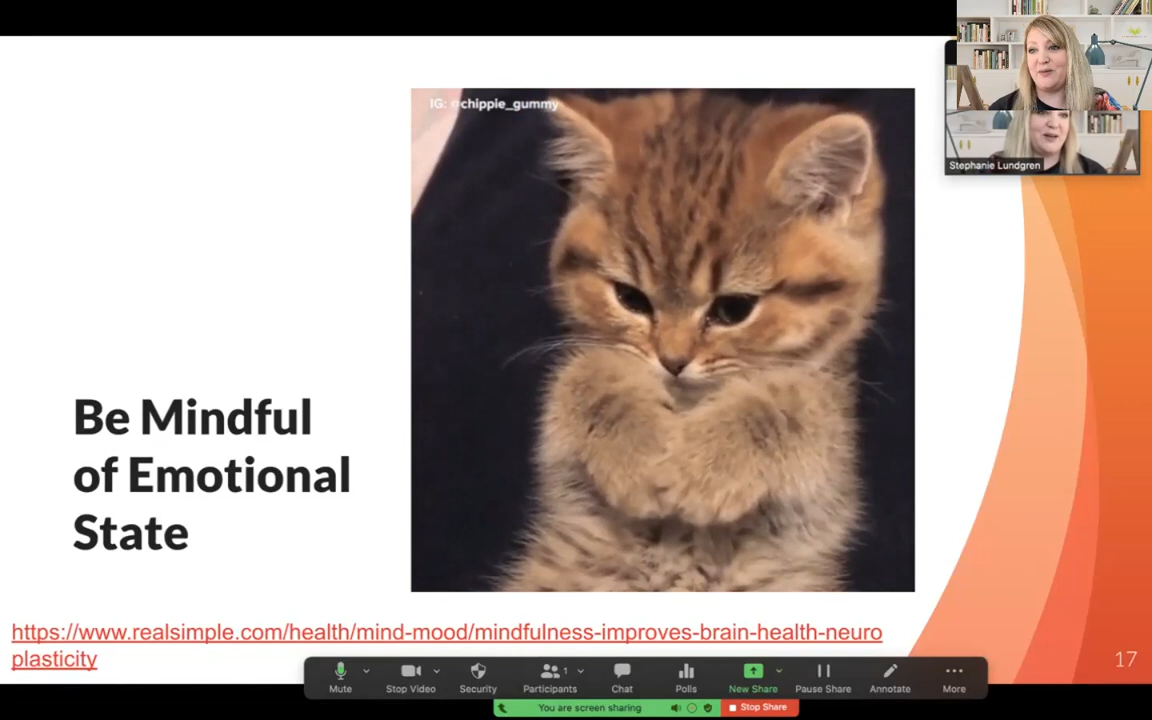 IG: @chippie_gummy
Stephanie Lundgren
Be Mindful
of Emotional
State
https://www.realsimple.com/health/mind-mood/mindfulness-improves-brain-health-neuro
plasticity
17
Mute
Stop Video
Security
Participants
1
Chat
Polls
New Share
Pause Share
Annotate
More
You are screen sharing
Stop Share